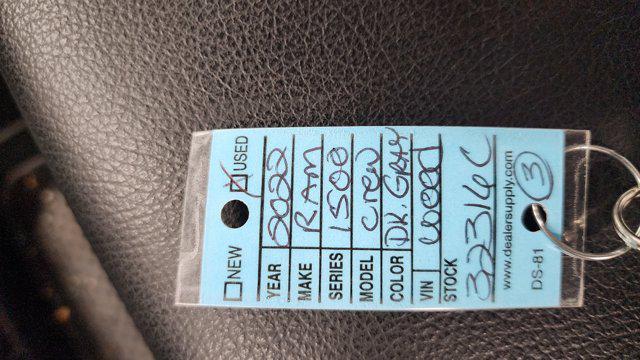 NEW USED
YEAR 2022
MAKE RAM
SERIES 1500
MODEL Crew
COLOR DK. GRAY
VIN
STOCK 32316C
www.dealersupply.com
DS-81 3